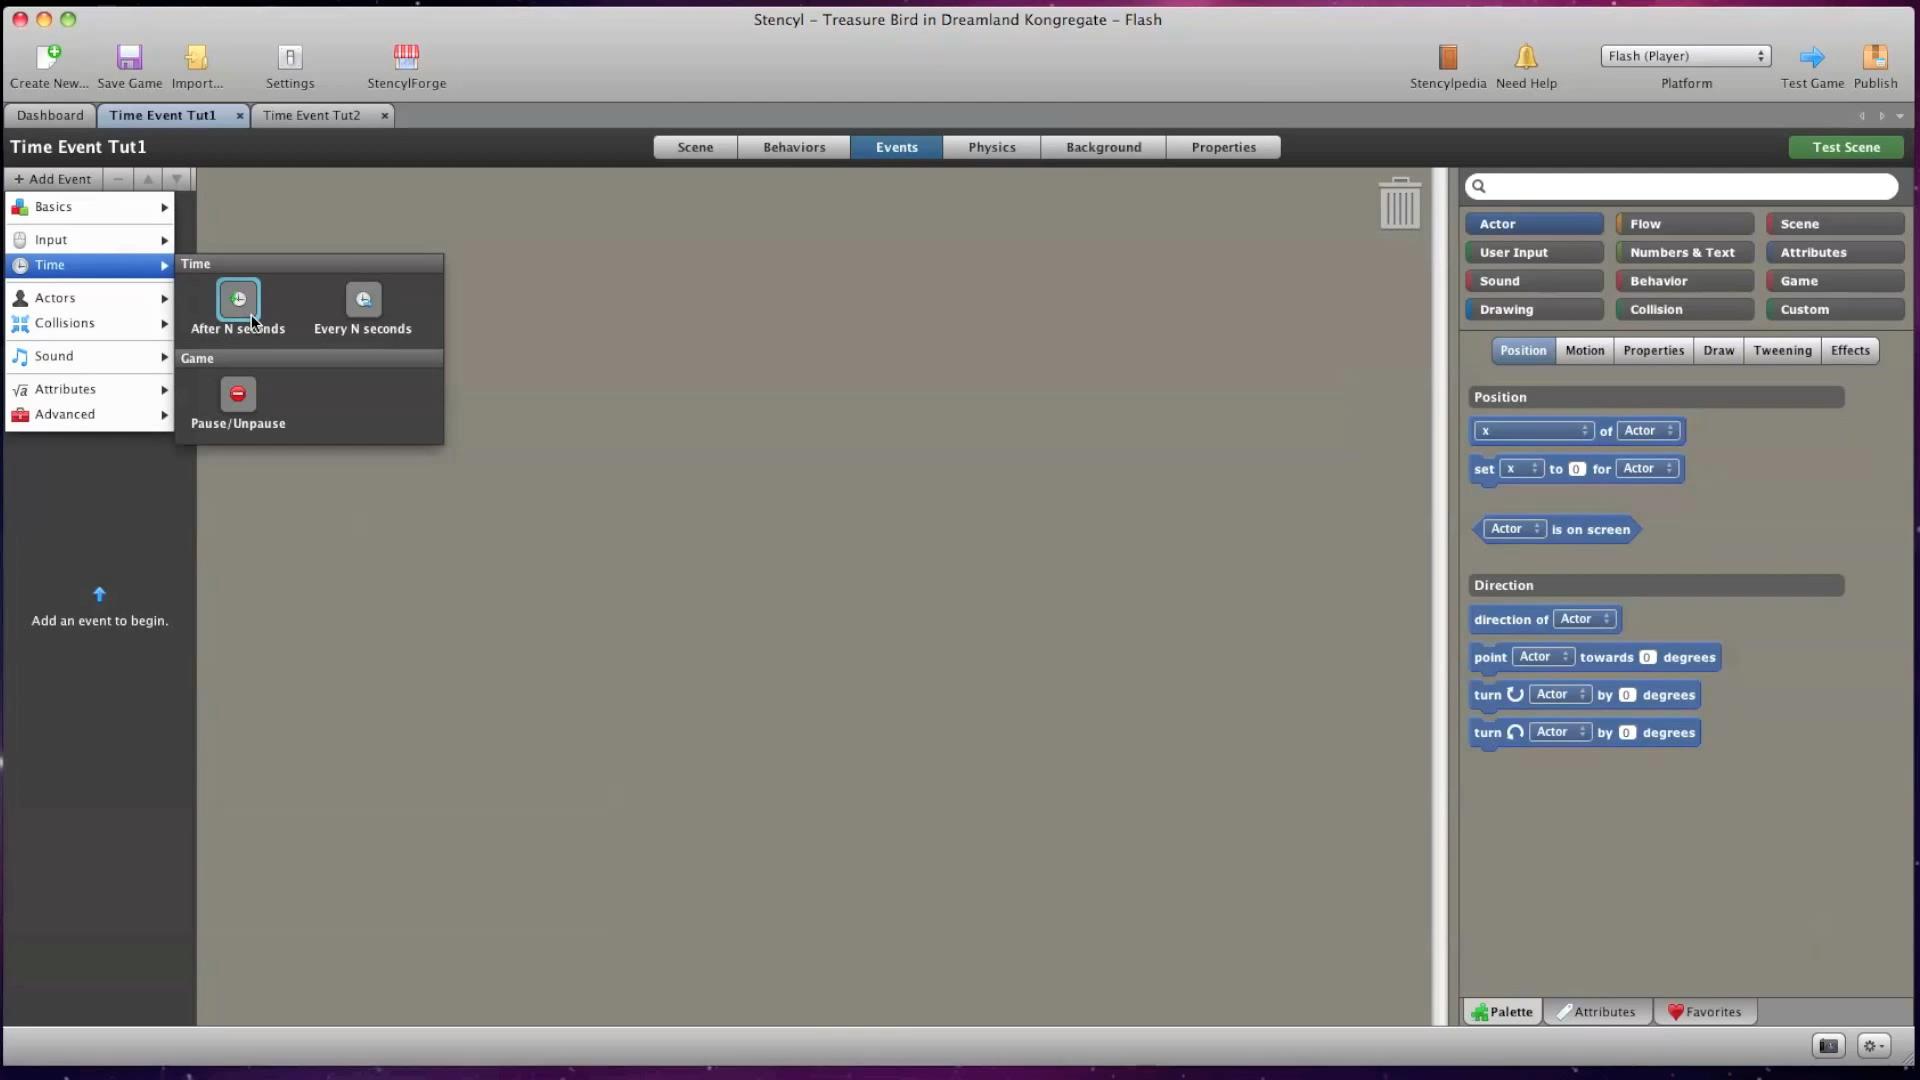 Stencyl – Treasure Bird in Dreamland Kongregate – Flash
Create New... Save Game Import... Settings StencylForge Stencylpedia Need Help Flash (Player) Platform Test Game Publish
Dashboard Time Event Tut1 × Time Event Tut2 ×
Time Event Tut1 Scene Behaviors Events Physics Background Properties Test Scene
+ Add Event
Basics
Input
Time
Actors
Collisions
Sound
Attributes
Advanced
Time
After N seconds Every N seconds
Game
Pause/Unpause
Add an event to begin.
Actor Flow Scene
User Input Numbers & Text Attributes
Sound Behavior Game
Drawing Collision Custom
Position Motion Properties Draw Tweening Effects
Position
x of Actor
set x to 0 for Actor
Actor is on screen
Direction
direction of Actor
point Actor towards 0 degrees
turn Actor by 0 degrees
turn Actor by 0 degrees
Palette Attributes Favorites